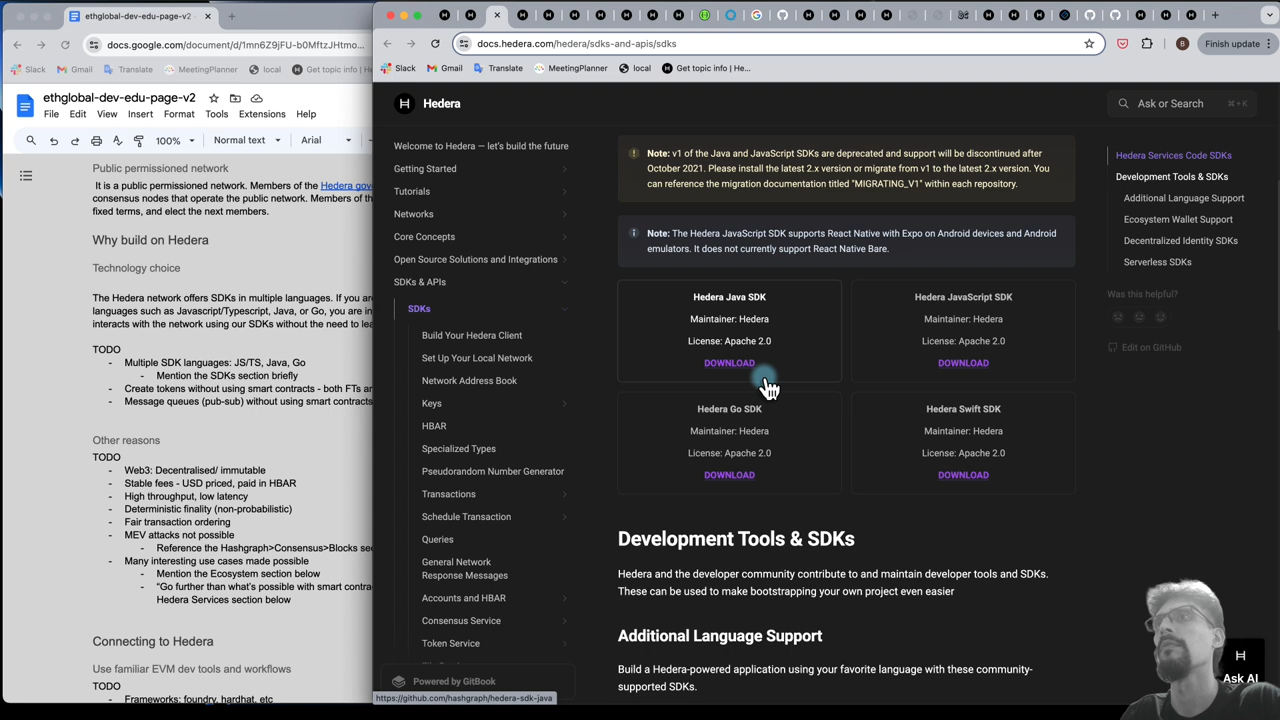 ethglobal-dev-edu-page-v2
docs.google.com/document/d/1mn6Z9jFU-b0MftzJHtmo...
Slack
Gmail
Translate
MeetingPlanner
local
Get topic info | H
ethglobal-dev-edu-page-v2
File Edit View Insert Format Tools Extensions Help
100%
Normal text
Arial
Public permissioned network
It is a public permissioned network. Members of the Hedera gov
consensus nodes that operate the public network. Members of th
fixed terms, and elect the next members.
Why build on Hedera
Technology choice
The Hedera network offers SDKs in multiple languages. If you are
languages such as Javascript/Typescript, Java, or Go, you are in
interacts with the network using our SDKs without the need to lea
TODO
- Multiple SDK languages: JS/TS, Java, Go
- Mention the SDKs section briefly
- Create tokens without using smart contracts - both FTs an
- Message queues (pub-sub) without using smart contracts
Other reasons
TODO
- Web3: Decentralised/ immutable
- Stable fees - USD priced, paid in HBAR
- High throughput, low latency
- Deterministic finality (non-probabilistic)
- Fair transaction ordering
- MEV attacks not possible
- Reference the Hashgraph>Consensus>Blocks sec
- Many interesting use cases made possible
- Mention the Ecosystem section below
- "Go further than what's possible with smart contra
Hedera Services section below
Connecting to Hedera
Use familiar EVM dev tools and workflows
TODO
- Frameworks: foundry, hardhat, etc
docs.hedera.com/hedera/sdks-and-apis/sdks
B
Finish update
Slack
Gmail
Translate
MeetingPlanner
local
Get topic info | He...
H
Hedera
Ask or Search
⌘+K
Welcome to Hedera — let's build the future
Getting Started
Tutorials
Networks
Core Concepts
Open Source Solutions and Integrations
SDKs & APIs
SDKs
Build Your Hedera Client
Set Up Your Local Network
Network Address Book
Keys
HBAR
Specialized Types
Pseudorandom Number Generator
Transactions
Schedule Transaction
Queries
General Network
Response Messages
Accounts and HBAR
Consensus Service
Token Service
Powered by GitBook
https://github.com/hashgraph/hedera-sdk-java
Note: v1 of the Java and JavaScript SDKs are deprecated and support will be discontinued after
October 2021. Please install the latest 2.x version or migrate from v1 to the latest 2.x version. You
can reference the migration documentation titled "MIGRATING_V1" within each repository.
Note: The Hedera JavaScript SDK supports React Native with Expo on Android devices and Android
emulators. It does not currently support React Native Bare.
Hedera Java SDK
Maintainer: Hedera
License: Apache 2.0
DOWNLOAD
Hedera JavaScript SDK
Maintainer: Hedera
License: Apache 2.0
DOWNLOAD
Hedera Go SDK
Maintainer: Hedera
License: Apache 2.0
DOWNLOAD
Hedera Swift SDK
Maintainer: Hedera
License: Apache 2.0
DOWNLOAD
Development Tools & SDKs
Hedera and the developer community contribute to and maintain developer tools and SDKs.
These can be used to make bootstrapping your own project even easier
Additional Language Support
Build a Hedera-powered application using your favorite language with these community-
supported SDKs.
Hedera Services Code SDKs
Development Tools & SDKs
Additional Language Support
Ecosystem Wallet Support
Decentralized Identity SDKs
Serverless SDKs
Was this helpful?
Edit on GitHub
H
Ask AI